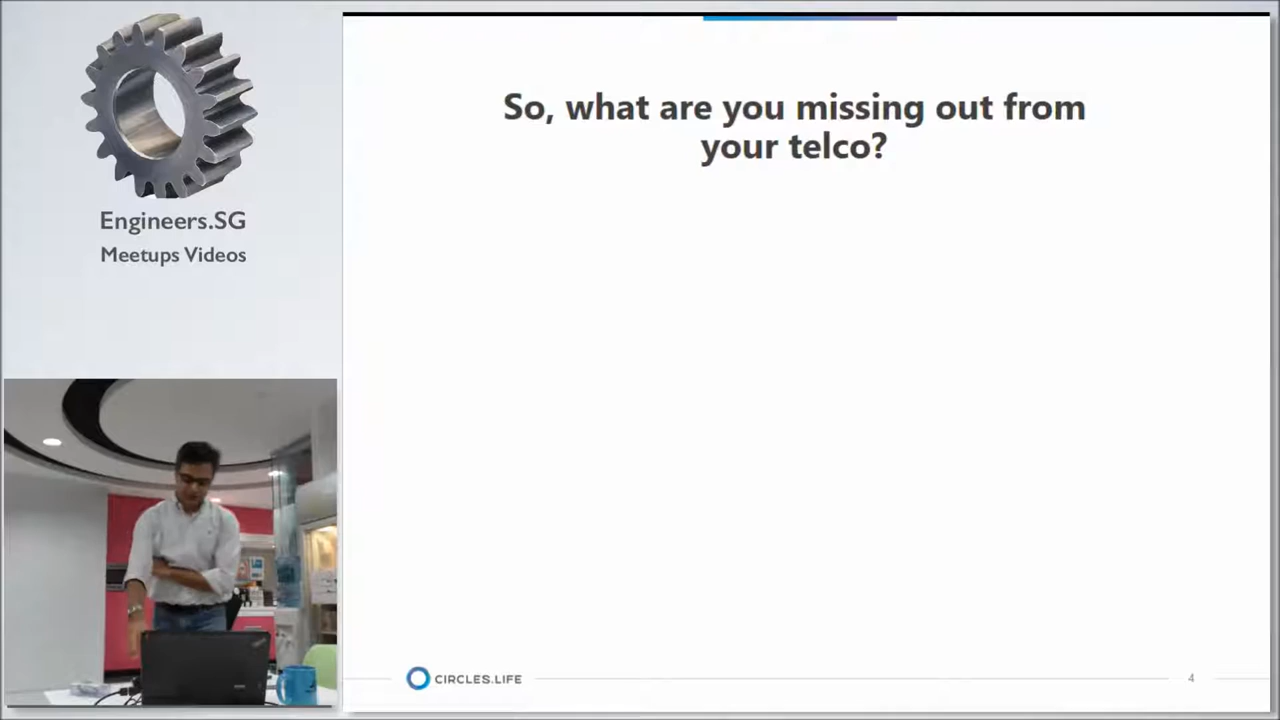 Engineers.SG
Meetups Videos
So, what are you missing out from
your telco?
CIRCLES.LIFE
4